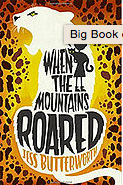 Big Book
WHEN
THE
MOUNTAINS
ROARED
JESS BUTTERWORTH